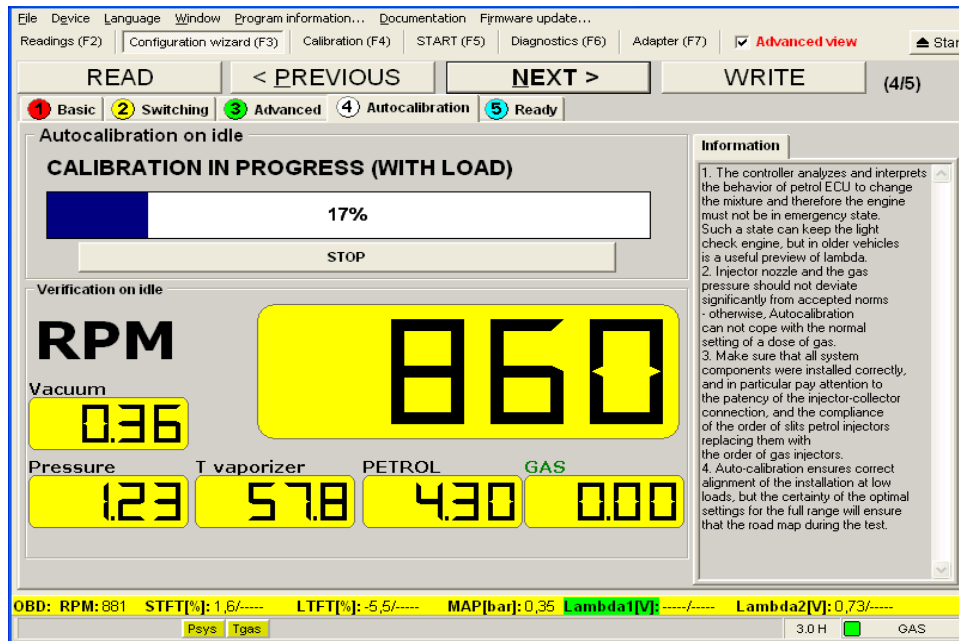 File Device Language Window Program information... Documentation Firmware update...
Readings (F2) Configuration wizard (F3) Calibration (F4) START (F5) Diagnostics (F6) Adapter (F7) Advanced view
READ < PREVIOUS NEXT > WRITE (4/5)
1 Basic 2 Switching 3 Advanced 4 Autocalibration 5 Ready
Autocalibration on idle
CALIBRATION IN PROGRESS (WITH LOAD)
17%
STOP
Verification on idle
RPM
860
Vacuum
0.36
Pressure T vaporizer PETROL GAS
1.23 57.8 4.30 0.00
Information
1. The controller analyzes and interprets
the behavior of petrol ECU to change
the mixture and therefore the engine
must not be in emergency state.
Such a state can keep the light
check engine, but in older vehicles
is a useful preview of lambda.
2. Injector nozzle and the gas
pressure should not deviate
significantly from accepted norms
- otherwise, Autocalibration
can not cope with the normal
setting of a dose of gas.
3. Make sure that all system
components were installed correctly,
and in particular pay attention to
the patency of the injector-collector
connection, and the compliance
of the order of slits petrol injectors
replacing them with
the order of gas injectors.
4. Auto-calibration ensures correct
alignment of the installation at low
loads, but the certainty of the optimal
settings for the full range will ensure
that the road map during the test.
OBD: RPM: 881 STFT[%]: 1,6/----- LTFT[%]: -5,5/----- MAP[bar]: 0,35 Lambda1[V]: -----/----- Lambda2[V]: 0,73/-----
Psys Tgas 3.0 H GAS